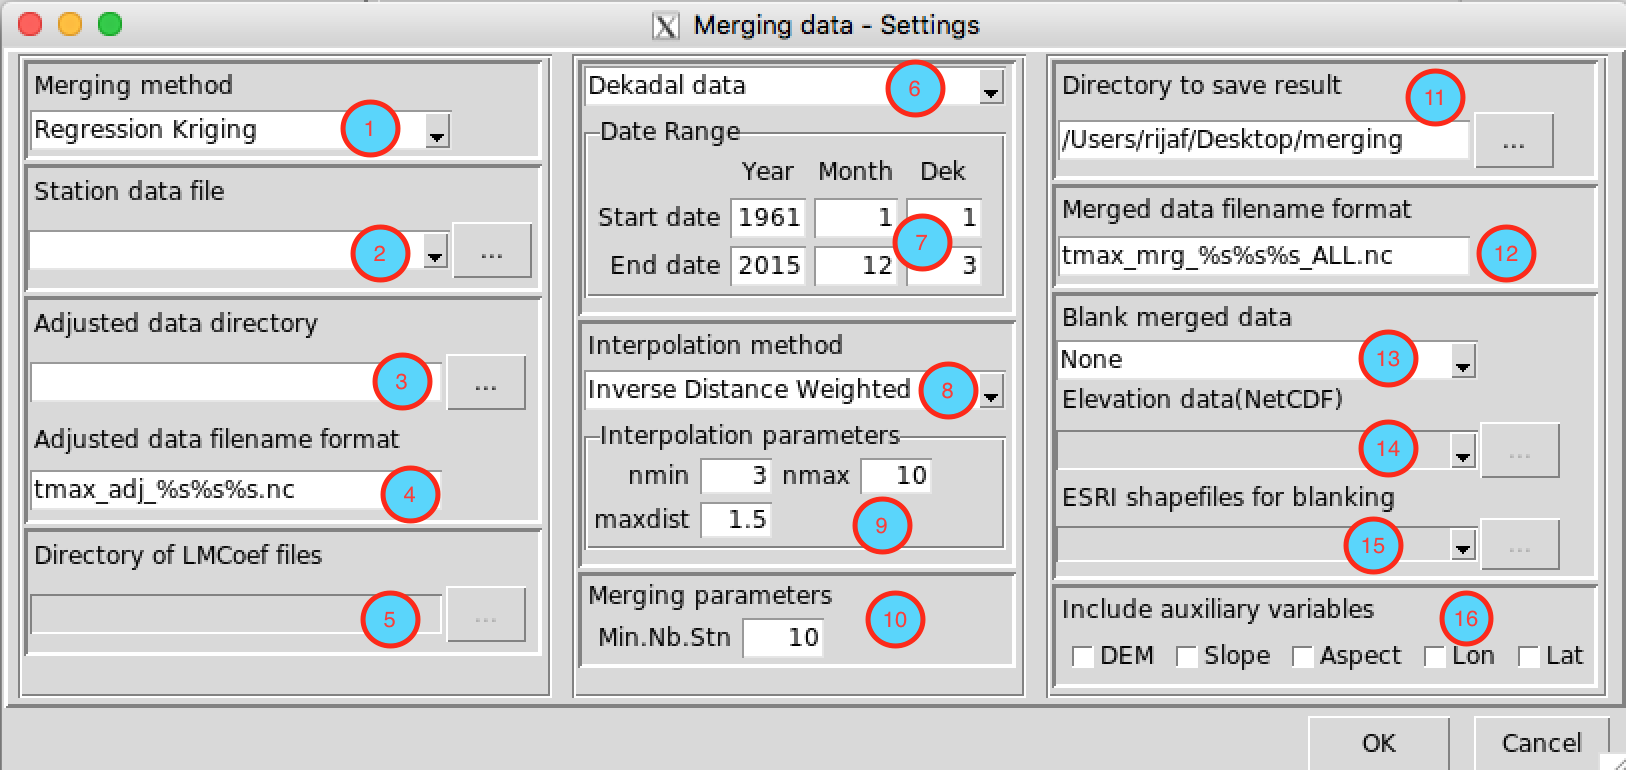 Merging data - Settings
Merging method
Regression Kriging 1
Station data file
2 ...
Adjusted data directory
3 ...
Adjusted data filename format
tmax_adj_%s%s%s.nc 4
Directory of LMCoef files
5 ...
Dekadal data 6
Date Range
Year Month Dek
Start date 1961 1 1
7
End date 2015 12 3
Interpolation method
Inverse Distance Weighted 8
Interpolation parameters
nmin 3 nmax 10
maxdist 1.5 9
Merging parameters
Min.Nb.Stn 10 10
Directory to save result 11
/Users/rijaf/Desktop/merging ...
Merged data filename format
tmax_mrg_%s%s%s_ALL.nc 12
Blank merged data
None 13
Elevation data(NetCDF)
14 ...
ESRI shapefiles for blanking
15 ...
Include auxiliary variables 16
DEM Slope Aspect Lon Lat
OK Cancel